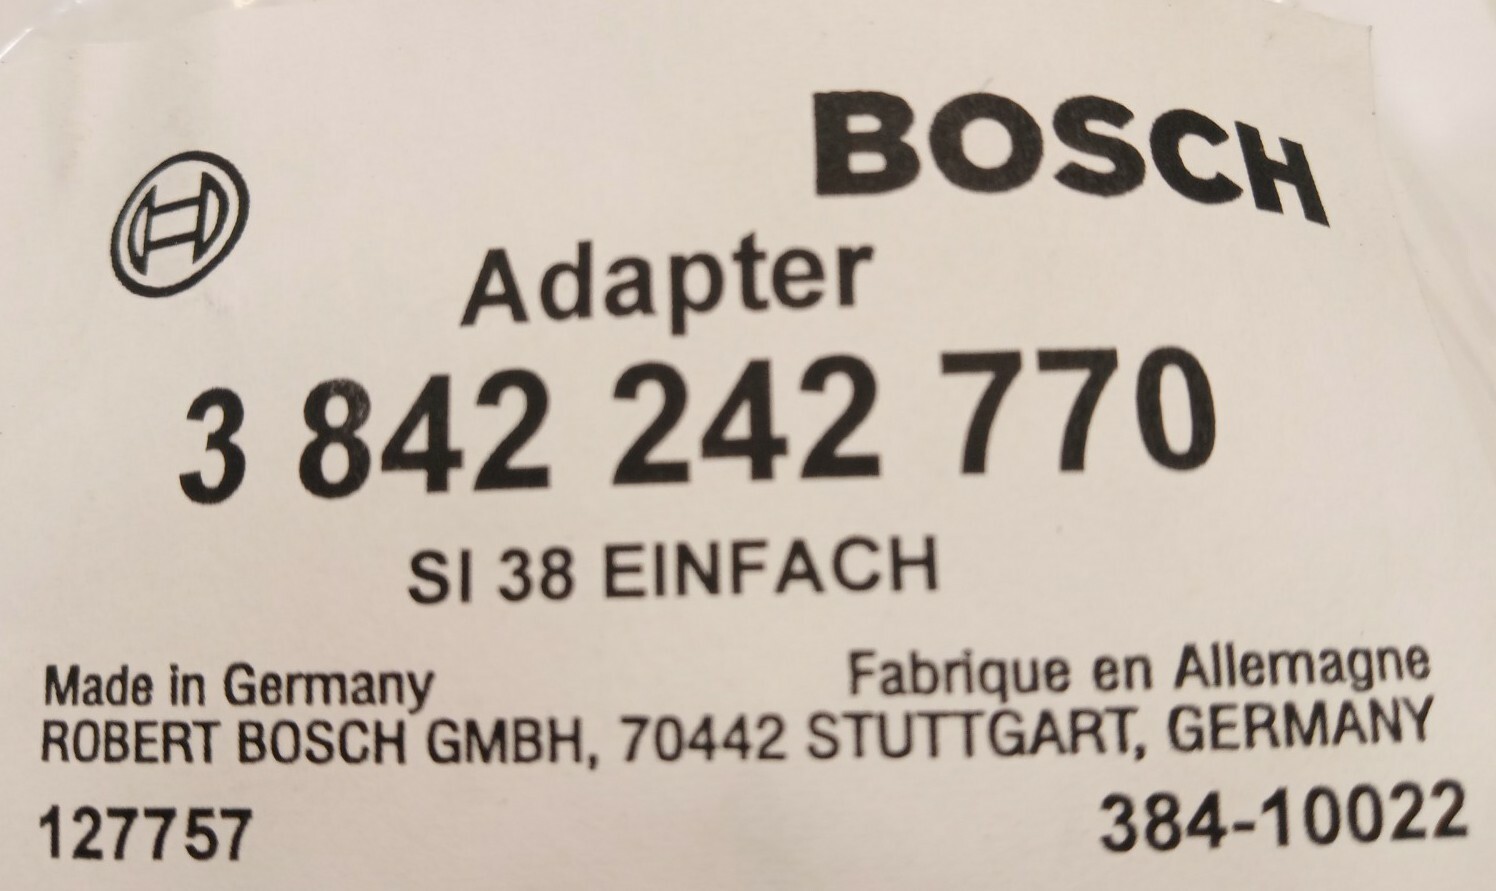 BOSCH
Adapter
3 842 242 770
SI 38 EINFACH
Made in Germany Fabrique en Allemagne
ROBERT BOSCH GMBH, 70442 STUTTGART, GERMANY
127757 384-10022